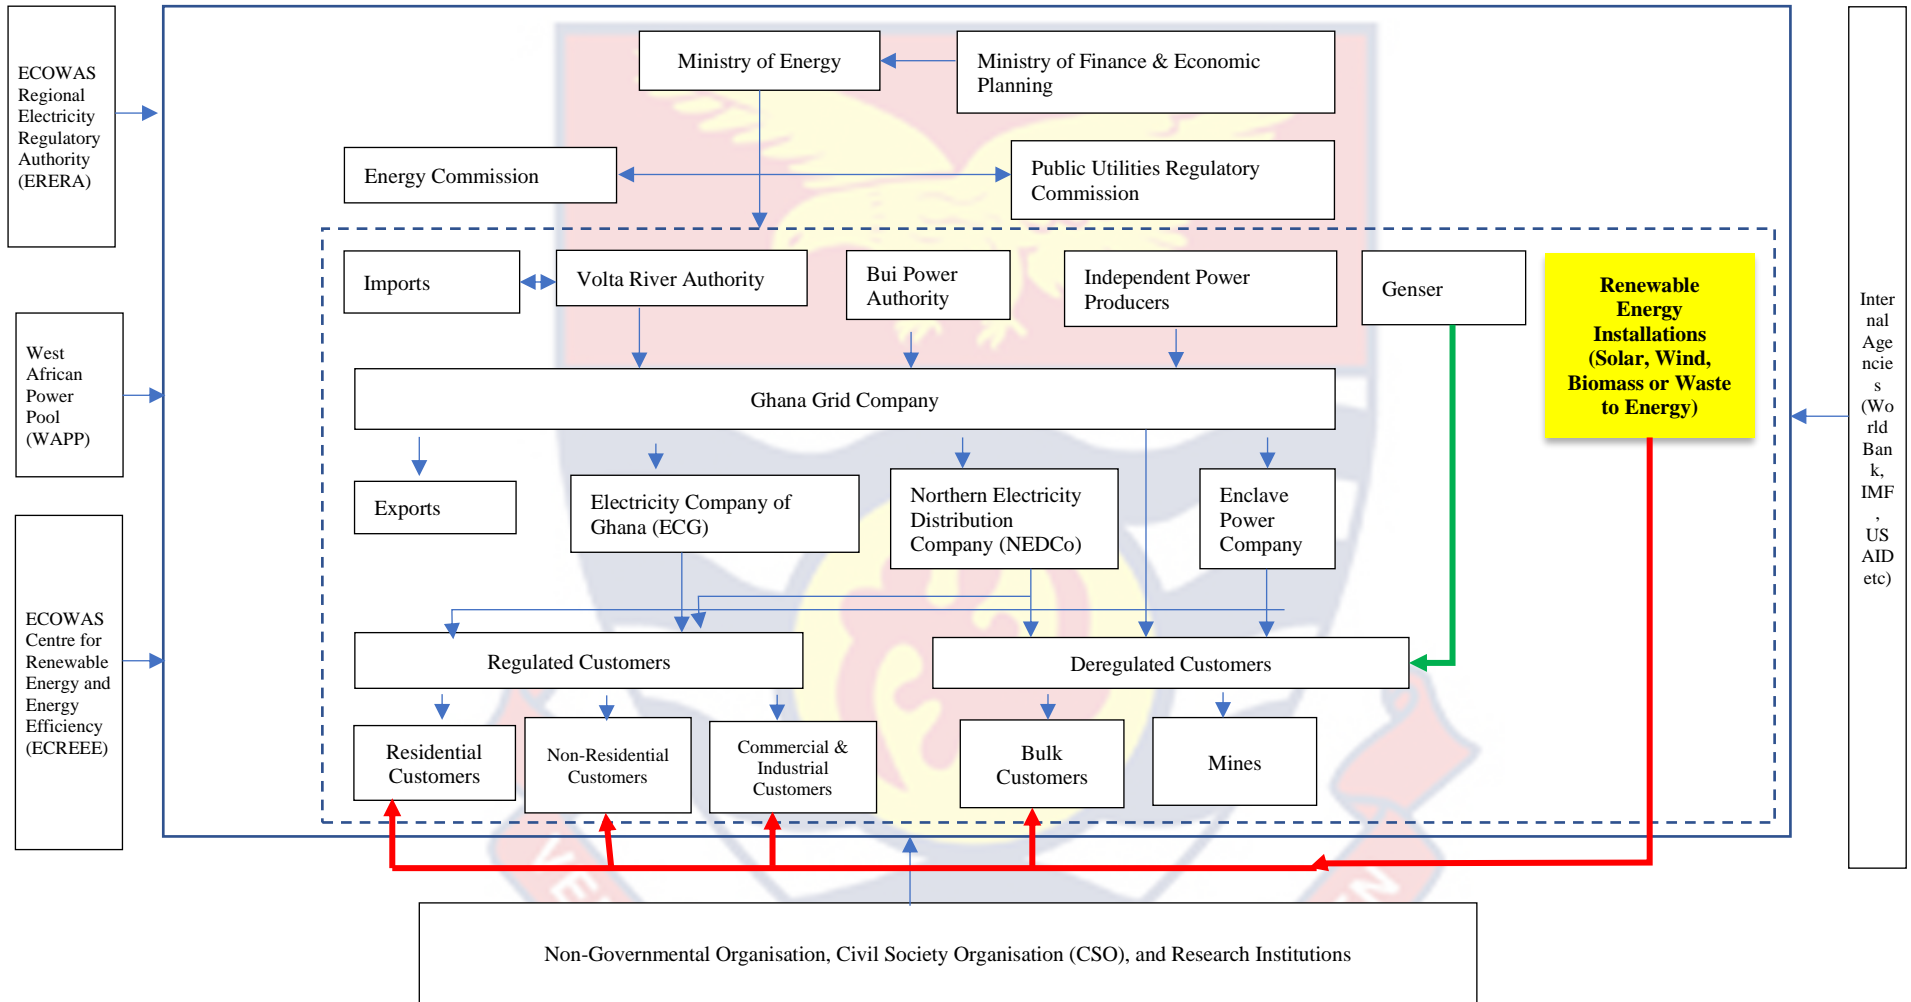 ECOWAS
Regional
Electricity
Regulatory
Authority
(ERERA)
West
African
Power
Pool
(WAPP)
ECOWAS
Centre for
Renewable
Energy and
Energy
Efficiency
(ECREEE)
Ministry of Energy
Ministry of Finance & Economic
Planning
Energy Commission
Public Utilities Regulatory
Commission
Imports
Volta River Authority
Bui Power
Authority
Independent Power
Producers
Genser
Renewable
Energy
Installations
(Solar, Wind,
Biomass or Waste
to Energy)
Ghana Grid Company
Exports
Electricity Company of
Ghana (ECG)
Northern Electricity
Distribution
Company (NEDCo)
Enclave
Power
Company
Regulated Customers
Deregulated Customers
Residential
Customers
Non-Residential
Customers
Commercial &
Industrial
Customers
Bulk
Customers
Mines
Inter
nal
Age
ncie
s
(Wo
rld
Ban
k,
IMF
,
US
AID
etc)
Non-Governmental Organisation, Civil Society Organisation (CSO), and Research Institutions